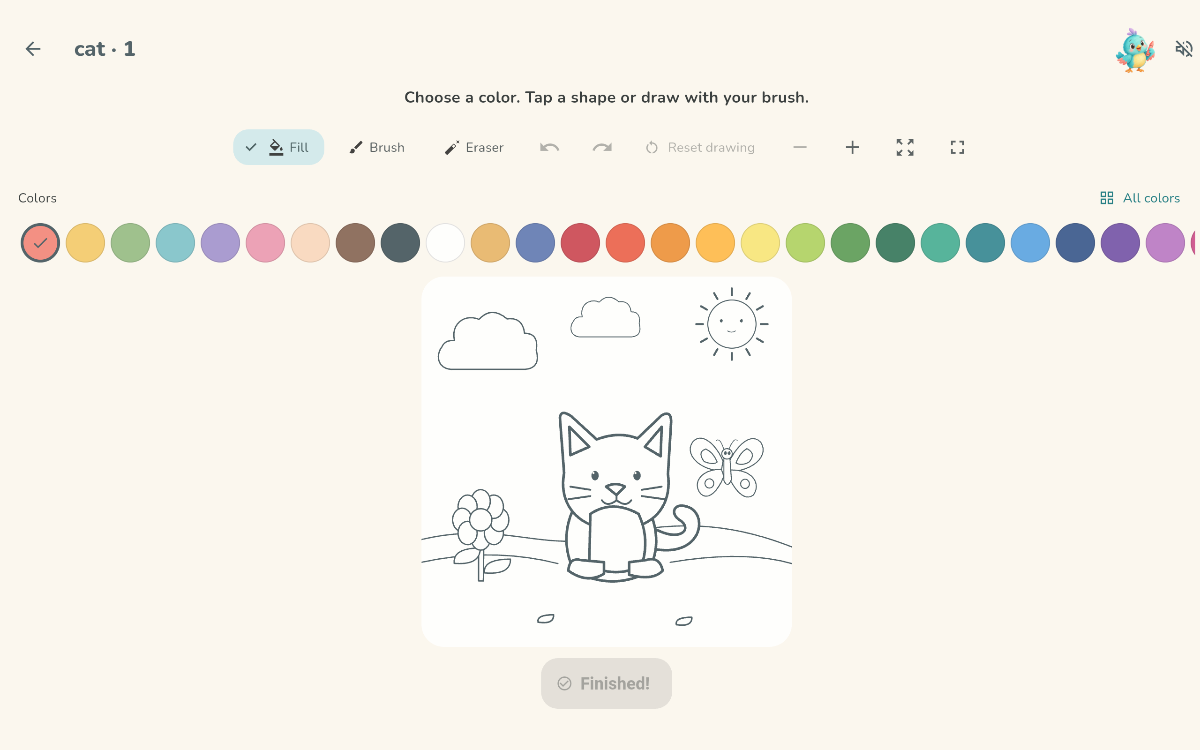 cat · 1
Choose a color. Tap a shape or draw with your brush.
Fill Brush Eraser Reset drawing
Colors All colors
Finished!